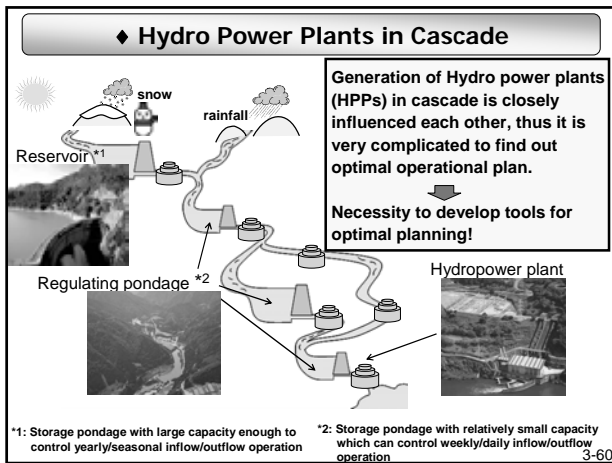 ♦ Hydro Power Plants in Cascade
snow
rainfall
Generation of Hydro power plants
(HPPs) in cascade is closely
influenced each other, thus it is
very complicated to find out
optimal operational plan.
Necessity to develop tools for
optimal planning!
Reservoir *1
Regulating pondage *2
Hydropower plant
*1: Storage pondage with large capacity enough to
control yearly/seasonal inflow/outflow operation
*2: Storage pondage with relatively small capacity
which can control weekly/daily inflow/outflow
operation
3-60